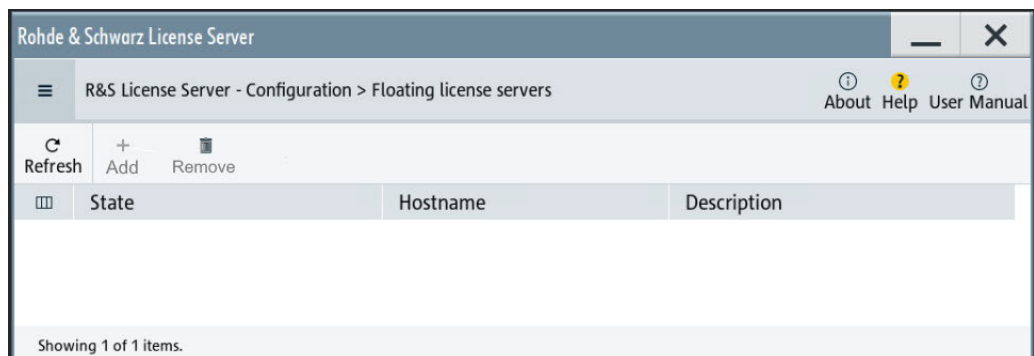 Rohde & Schwarz License Server
R&S License Server - Configuration > Floating license servers
About Help User Manual
Refresh Add Remove
State Hostname Description
Showing 1 of 1 items.